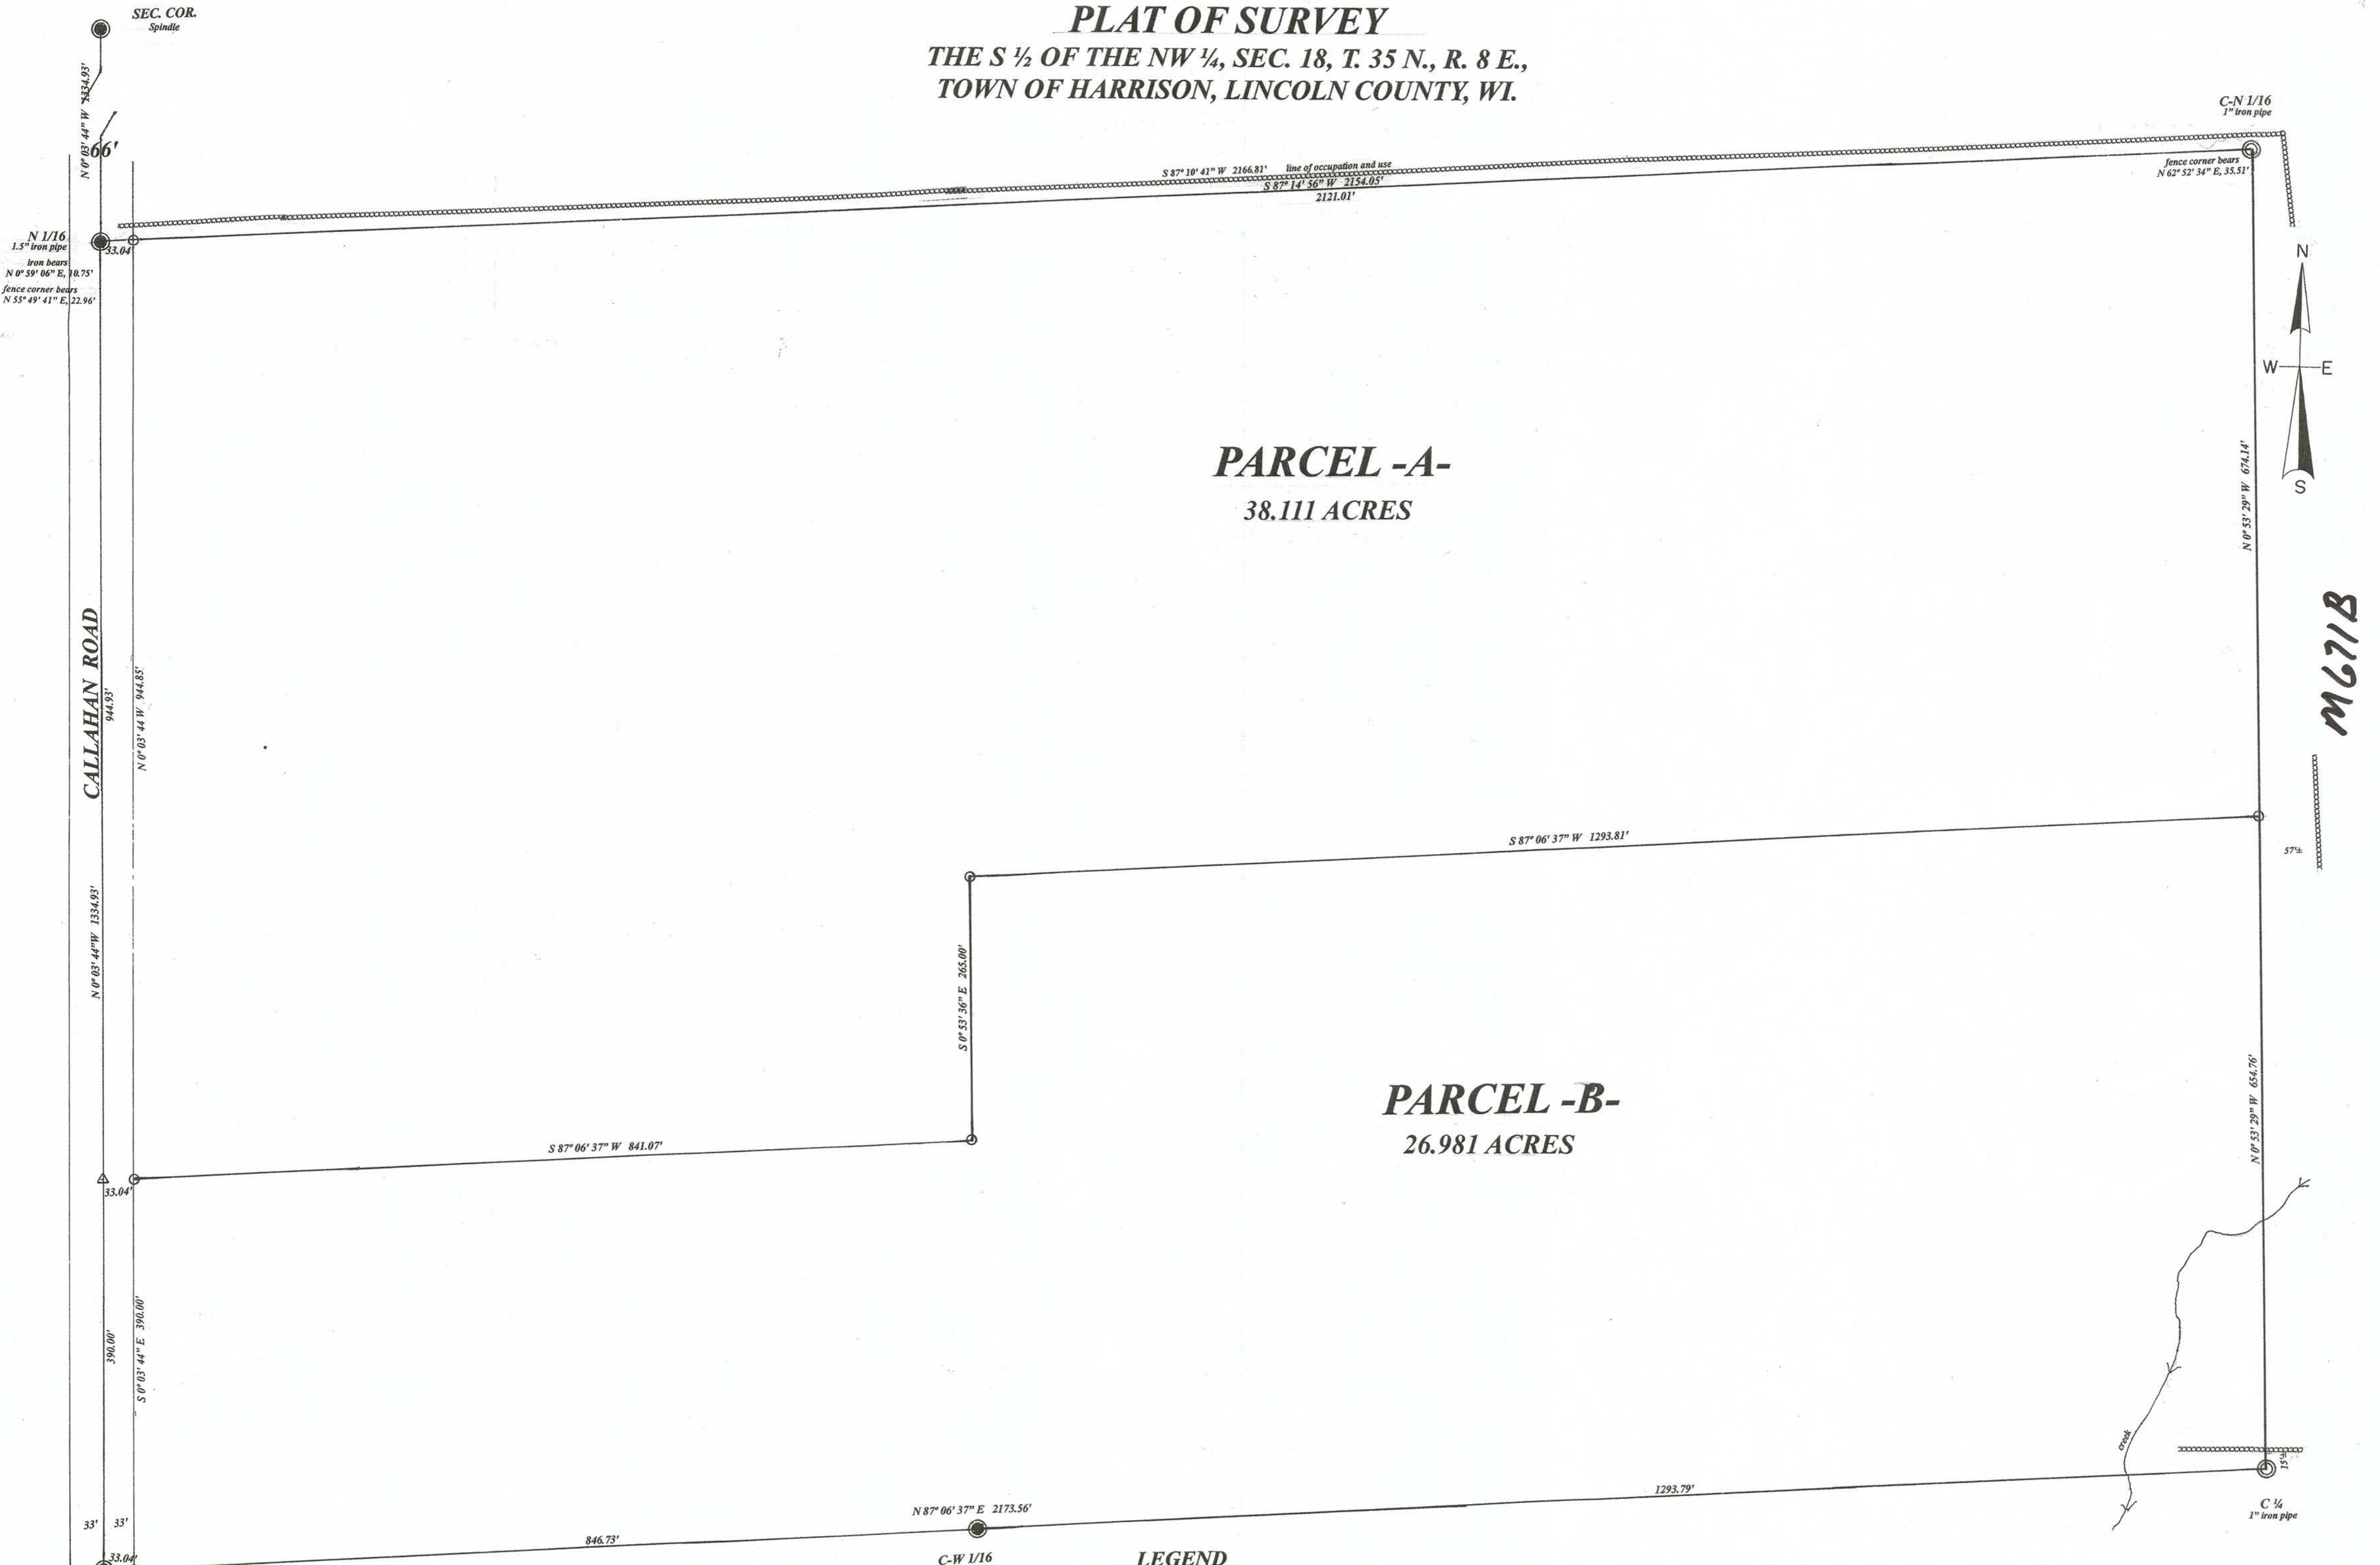 PLAT OF SURVEY
THE S ½ OF THE NW ¼, SEC. 18, T. 35 N., R. 8 E.,
TOWN OF HARRISON, LINCOLN COUNTY, WI.
SEC. COR.
Spindle
N 0° 03' 44" W 1334.93'
66'
C-N 1/16
1" iron pipe
fence corner bears
N 62° 52' 34" E, 35.51'
S 87° 10' 41" W 2166.81' line of occupation and use
S 87° 14' 56" W 2154.05'
2121.01'
N 1/16
1.5" iron pipe
33.04'
iron bears
N 0° 59' 06" E, 10.75'
fence corner bears
N 55° 49' 41" E, 22.96'
N
W E
S
PARCEL -A-
38.111 ACRES
N 0° 53' 29" W 674.14'
M671B
CALLAHAN ROAD
944.93'
N 0° 03' 44 W 944.85'
N 0° 03' 44"W 1334.93'
S 87° 06' 37" W 1293.81'
57'±
S 0° 53' 36" E 265.00'
PARCEL -B-
26.981 ACRES
N 0° 53' 29" W 654.76'
S 87° 06' 37" W 841.07'
33.04'
390.00'
S 0° 03' 44" E 390.00'
creek
15'±
1293.79'
C ¼
1" iron pipe
N 87° 06' 37" E 2173.56'
33' 33'
846.73'
33.04'
C-W 1/16
LEGEND